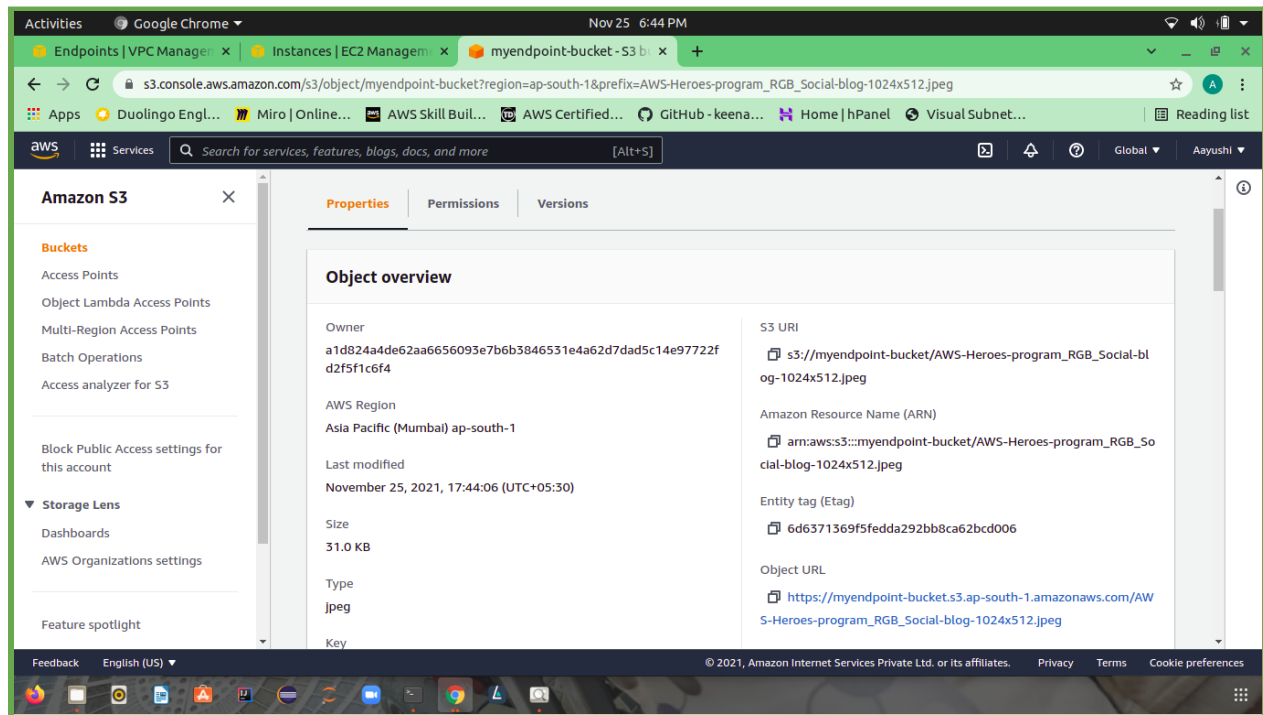 Activities Google Chrome Nov 25 6:44 PM
Endpoints | VPC Managem Instances | EC2 Managem myendpoint-bucket - S3 bu
s3.console.aws.amazon.com/s3/object/myendpoint-bucket?region=ap-south-1&prefix=AWS-Heroes-program_RGB_Social-blog-1024x512.jpeg A
Apps Duolingo Engl... Miro | Online... AWS Skill Buil... AWS Certified... GitHub - keena... Home | hPanel Visual Subnet... Reading list
aws Services Search for services, features, blogs, docs, and more [Alt+S] Global Aayushi
Amazon S3
Buckets
Access Points
Object Lambda Access Points
Multi-Region Access Points
Batch Operations
Access analyzer for S3
Block Public Access settings for
this account
Storage Lens
Dashboards
AWS Organizations settings
Feature spotlight
Properties Permissions Versions
Object overview
Owner
a1d824a4de62aa6656093e7b6b3846531e4a62d7dad5c14e97722f
d2f5f1c6f4
AWS Region
Asia Pacific (Mumbai) ap-south-1
Last modified
November 25, 2021, 17:44:06 (UTC+05:30)
Size
31.0 KB
Type
jpeg
Key
S3 URI
s3://myendpoint-bucket/AWS-Heroes-program_RGB_Social-bl
og-1024x512.jpeg
Amazon Resource Name (ARN)
arn:aws:s3:::myendpoint-bucket/AWS-Heroes-program_RGB_So
cial-blog-1024x512.jpeg
Entity tag (Etag)
6d6371369f5fedda292bb8ca62bcd006
Object URL
https://myendpoint-bucket.s3.ap-south-1.amazonaws.com/AW
S-Heroes-program_RGB_Social-blog-1024x512.jpeg
Feedback English (US) © 2021, Amazon Internet Services Private Ltd. or its affiliates. Privacy Terms Cookie preferences